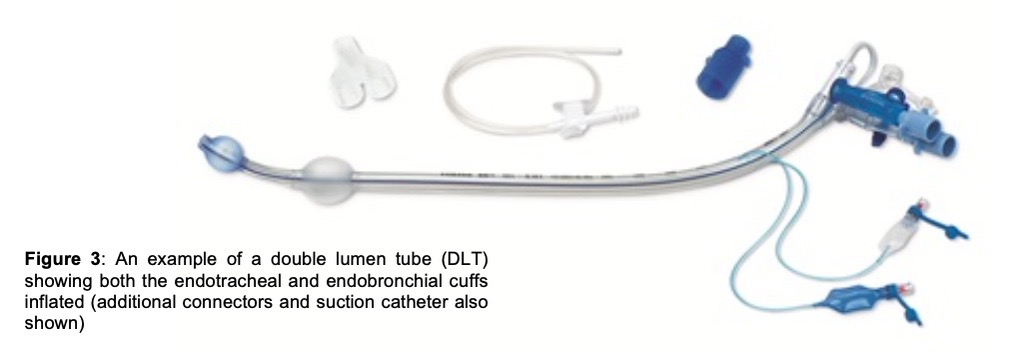 Figure 3: An example of a double lumen tube (DLT)
showing both the endotracheal and endobronchial cuffs
inflated (additional connectors and suction catheter also
shown)